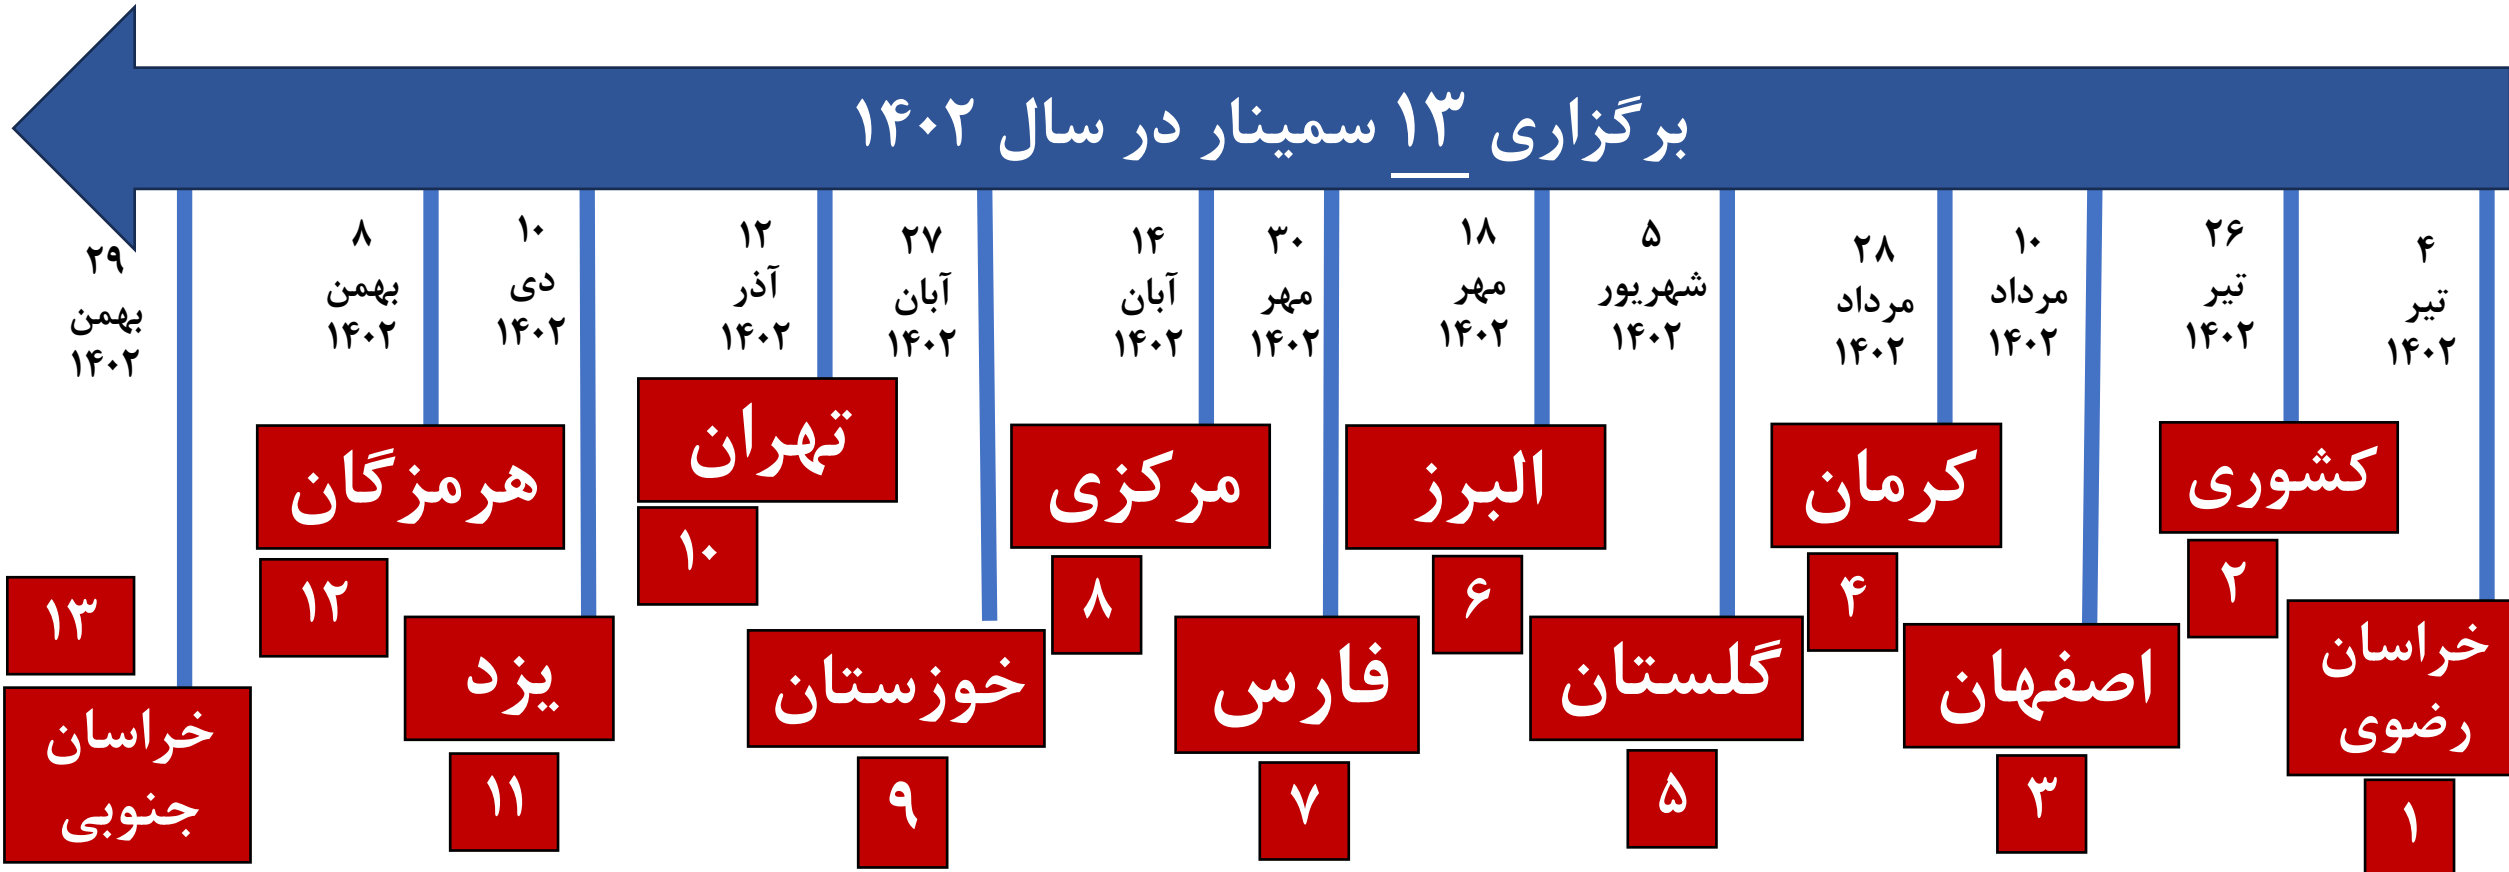 برگزاری ۱۳ سمینار در سال ۱۴۰۲
۴
تیر
۱۴۰۲
خراسان
رضوی
۱
۲۶
تیر
۱۴۰۲
کشوری
۲
۱۰
مرداد
۱۴۰۲
اصفهان
۳
۲۸
مرداد
۱۴۰۲
کرمان
۴
۵
شهریور
۱۴۰۲
گلستان
۵
۱۸
مهر
۱۴۰۲
البرز
۶
۳۰
مهر
۱۴۰۲
فارس
۷
۱۴
آبان
۱۴۰۲
مرکزی
۸
۲۷
آبان
۱۴۰۲
خوزستان
۹
۱۲
آذر
۱۴۰۲
تهران
۱۰
۱۰
دی
۱۴۰۲
یزد
۱۱
۸
بهمن
۱۴۰۲
هرمزگان
۱۲
۲۹
بهمن
۱۴۰۲
۱۳
خراسان
جنوبی